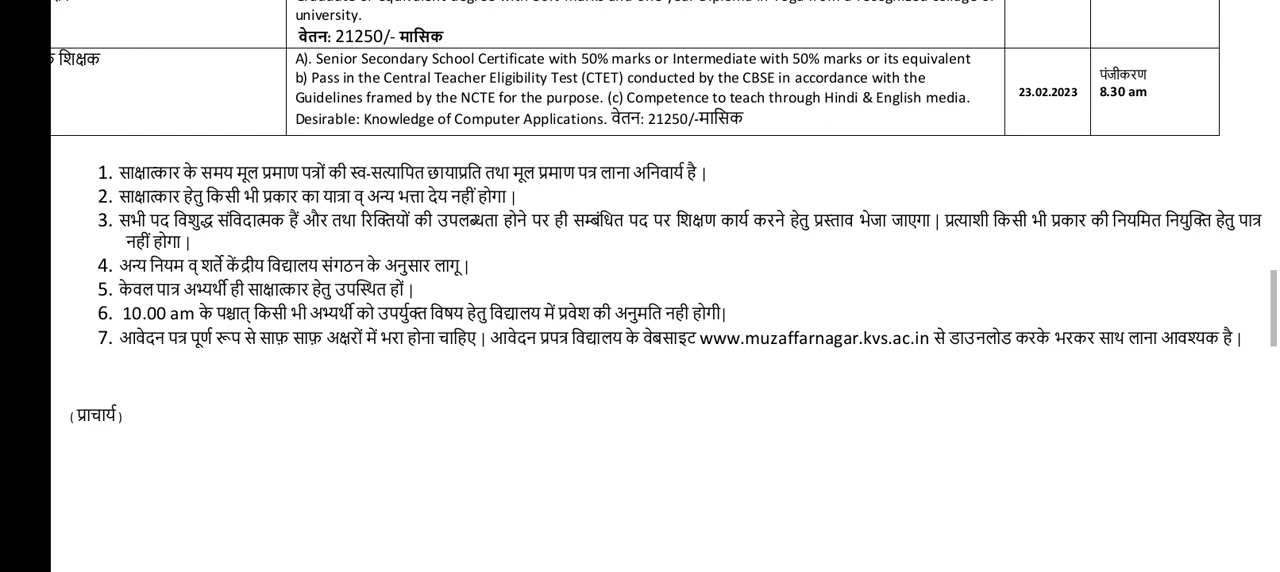 university.
वेतन: 21250/- मासिक
शिक्षक
A). Senior Secondary School Certificate with 50% marks or Intermediate with 50% marks or its equivalent
b) Pass in the Central Teacher Eligibility Test (CTET) conducted by the CBSE in accordance with the
Guidelines framed by the NCTE for the purpose. (c) Competence to teach through Hindi & English media.
Desirable: Knowledge of Computer Applications. वेतन: 21250/-मासिक
23.02.2023
पंजीकरण
8.30 am
1. साक्षात्कार के समय मूल प्रमाण पत्रों की स्व-सत्यापित छायाप्रति तथा मूल प्रमाण पत्र लाना अनिवार्य है |
2. साक्षात्कार हेतु किसी भी प्रकार का यात्रा व् अन्य भत्ता देय नहीं होगा |
3. सभी पद विशुद्ध संविदात्मक हैं और तथा रिक्तियों की उपलब्धता होने पर ही सम्बंधित पद पर शिक्षण कार्य करने हेतु प्रस्ताव भेजा जाएगा | प्रत्याशी किसी भी प्रकार की नियमित नियुक्ति हेतु पात्र
नहीं होगा |
4. अन्य नियम व् शर्ते केंद्रीय विद्यालय संगठन के अनुसार लागू |
5. केवल पात्र अभ्यर्थी ही साक्षात्कार हेतु उपस्थित हों |
6. 10.00 am के पश्चात् किसी भी अभ्यर्थी को उपर्युक्त विषय हेतु विद्यालय में प्रवेश की अनुमति नही होगी|
7. आवेदन पत्र पूर्ण रूप से साफ़ साफ़ अक्षरों में भरा होना चाहिए | आवेदन प्रपत्र विद्यालय के वेबसाइट www.muzaffarnagar.kvs.ac.in से डाउनलोड करके भरकर साथ लाना आवश्यक है |
( प्राचार्य )